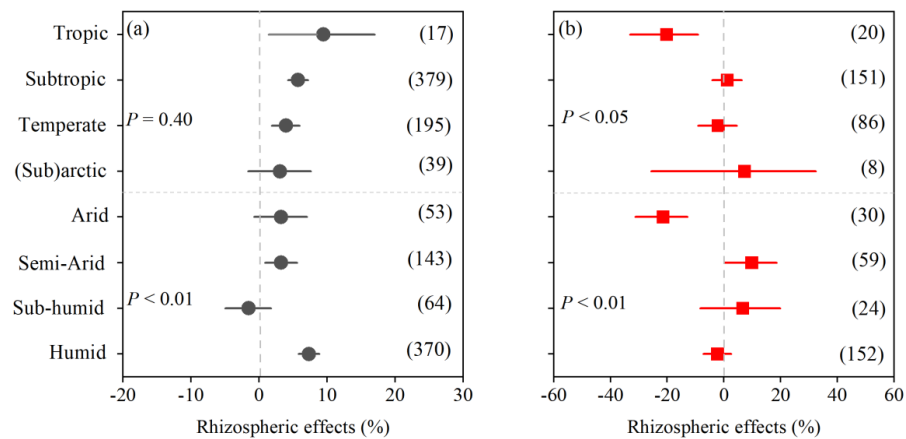 (a)
Tropic
(17)
Subtropic
(379)
P = 0.40
Temperate
(195)
(Sub)arctic
(39)
Arid
(53)
Semi-Arid
(143)
P < 0.01
Sub-humid
(64)
Humid
(370)
-20 -10 0 10 20 30
Rhizospheric effects (%)
(b)
(20)
(151)
P < 0.05
(86)
(8)
(30)
(59)
P < 0.01
(24)
(152)
-60 -40 -20 0 20 40 60
Rhizospheric effects (%)